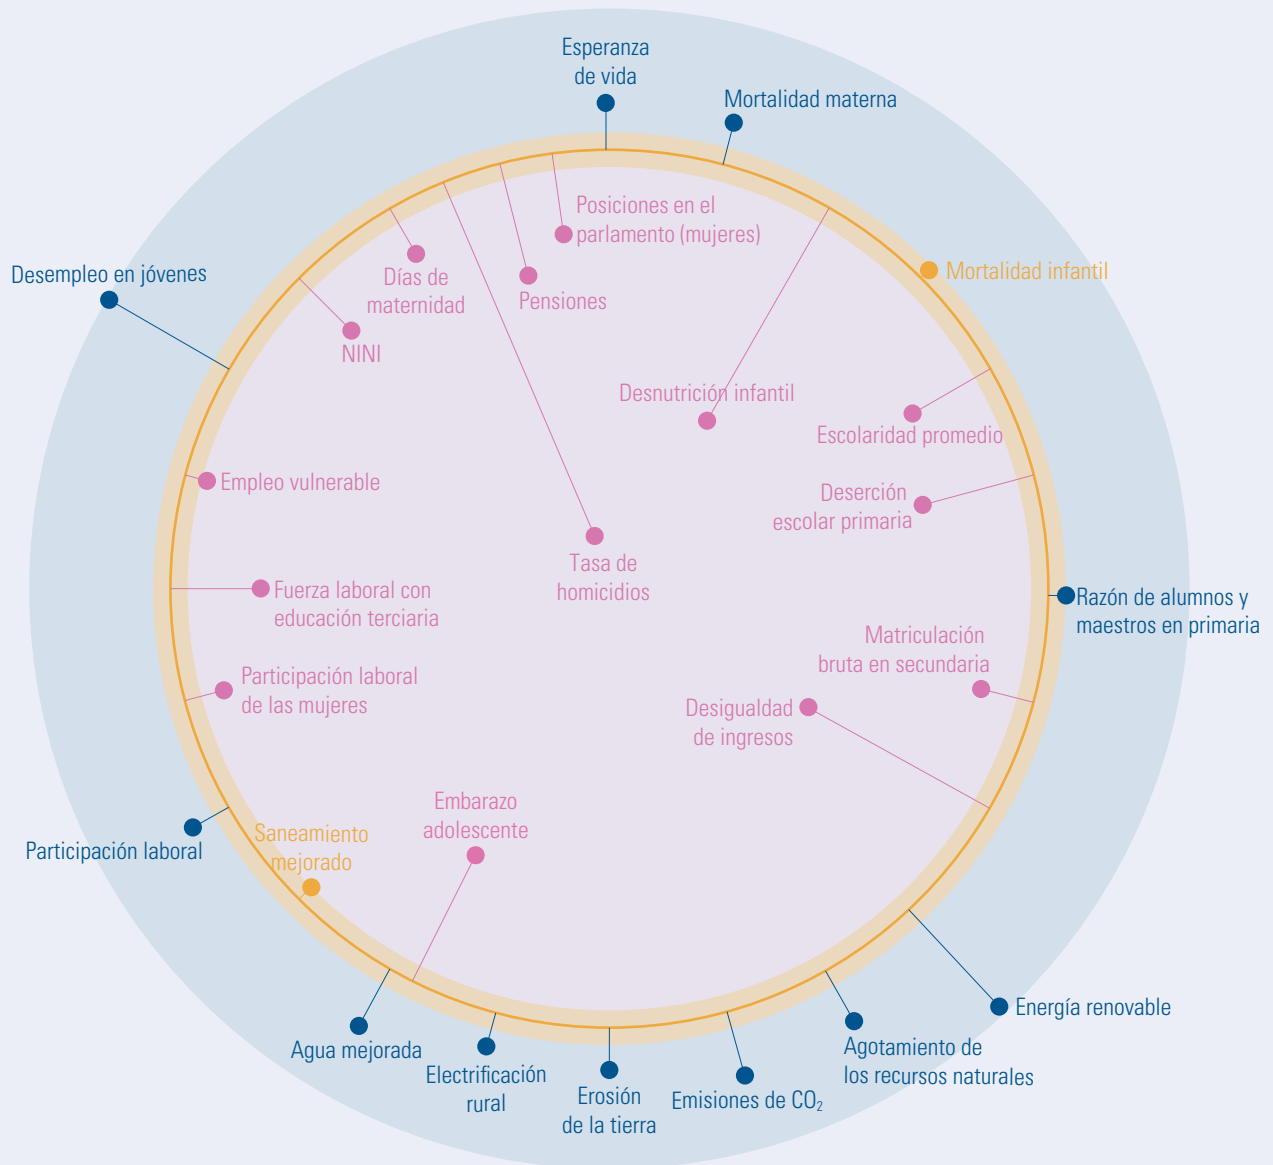 Esperanza
de vida
Mortalidad materna
Posiciones en el
parlamento (mujeres)
Mortalidad infantil
Desempleo en jóvenes
Días de
maternidad
Pensiones
NINI
Desnutrición infantil
Escolaridad promedio
Empleo vulnerable
Deserción
escolar primaria
Tasa de
homicidios
Fuerza laboral con
educación terciaria
Razón de alumnos y
maestros en primaria
Matriculación
bruta en secundaria
Participación laboral
de las mujeres
Desigualdad
de ingresos
Embarazo
adolescente
Saneamiento
mejorado
Participación laboral
Energía renovable
Agua mejorada
Agotamiento de
los recursos naturales
Electrificación
rural
Erosión
de la tierra
Emisiones de CO₂